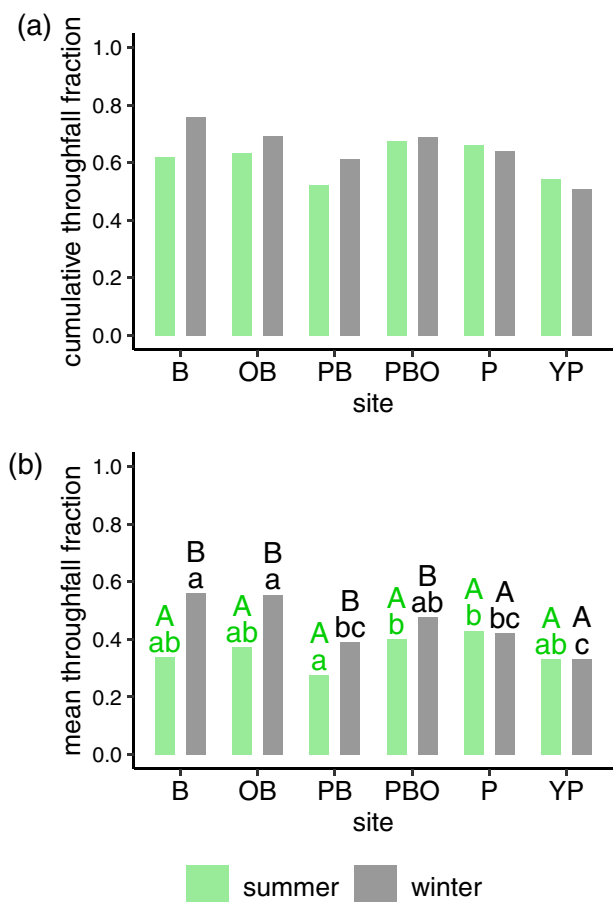 (a)
cumulative throughfall fraction
1.0
0.8
0.6
0.4
0.2
0.0
B OB PB PBO P YP
site
(b)
mean throughfall fraction
1.0
0.8
0.6
0.4
0.2
0.0
A B A B A B A B A A A A
ab a ab a a bc b ab b bc ab c
B OB PB PBO P YP
site
summer winter